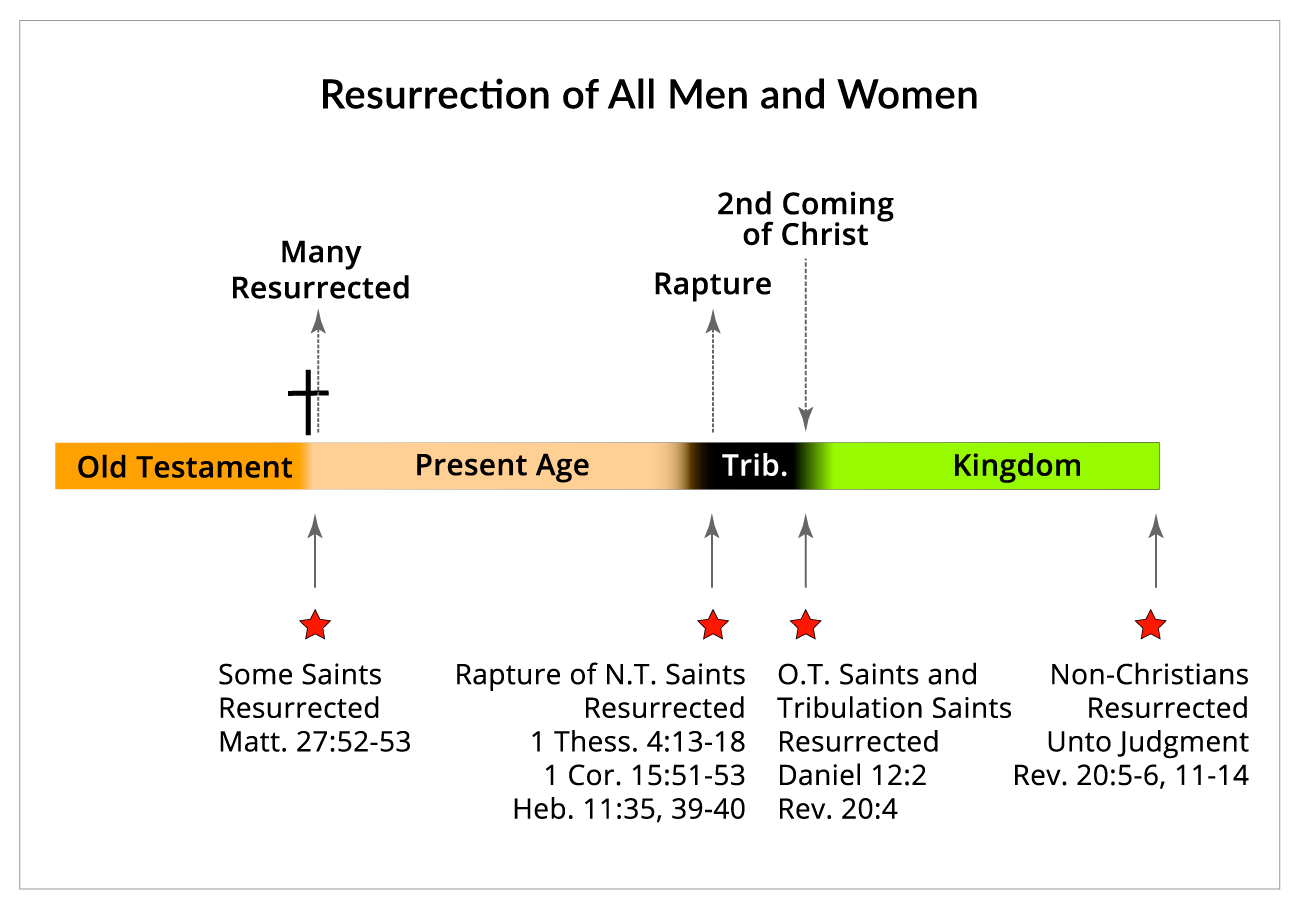 Resurrection of All Men and Women
2nd Coming
of Christ
Many
Resurrected
Rapture
Old Testament
Present Age
Trib.
Kingdom
Some Saints
Resurrected
Matt. 27:52-53
Rapture of N.T. Saints
Resurrected
1 Thess. 4:13-18
1 Cor. 15:51-53
Heb. 11:35, 39-40
O.T. Saints and
Tribulation Saints
Resurrected
Daniel 12:2
Rev. 20:4
Non-Christians
Resurrected
Unto Judgment
Rev. 20:5-6, 11-14